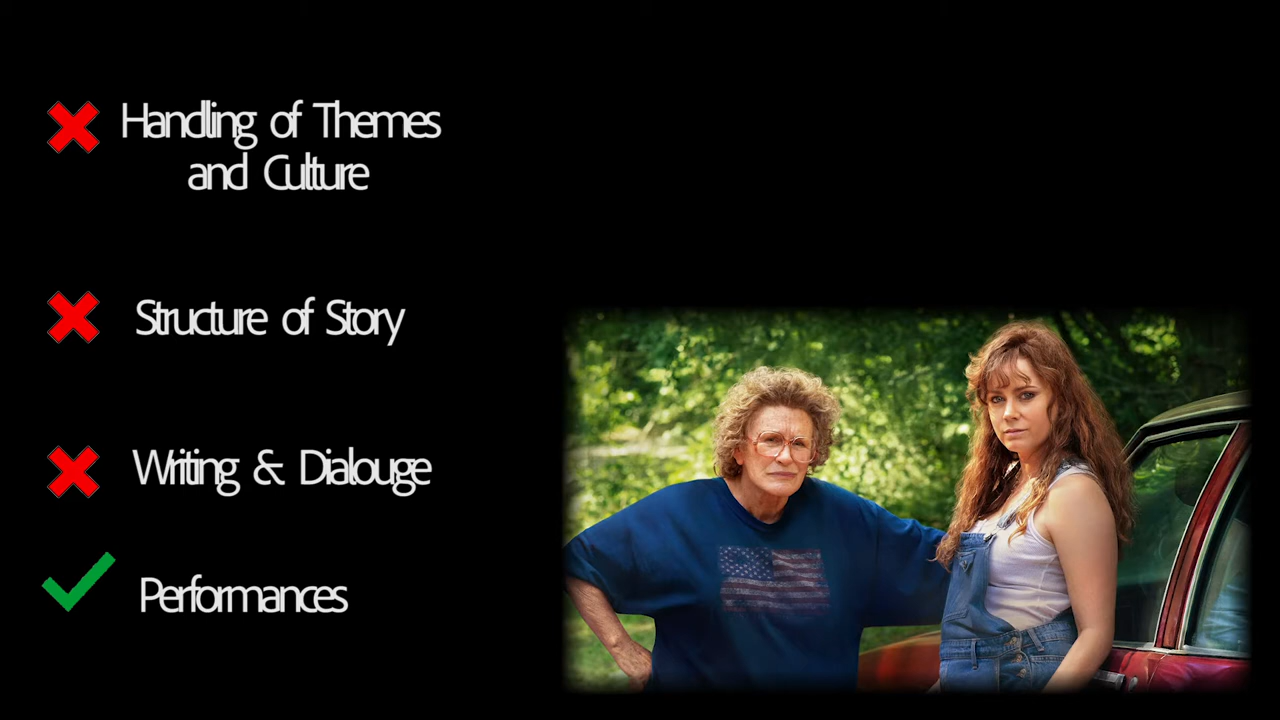 Handling of Themes
and Culture
Structure of Story
Writing & Dialouge
Performances